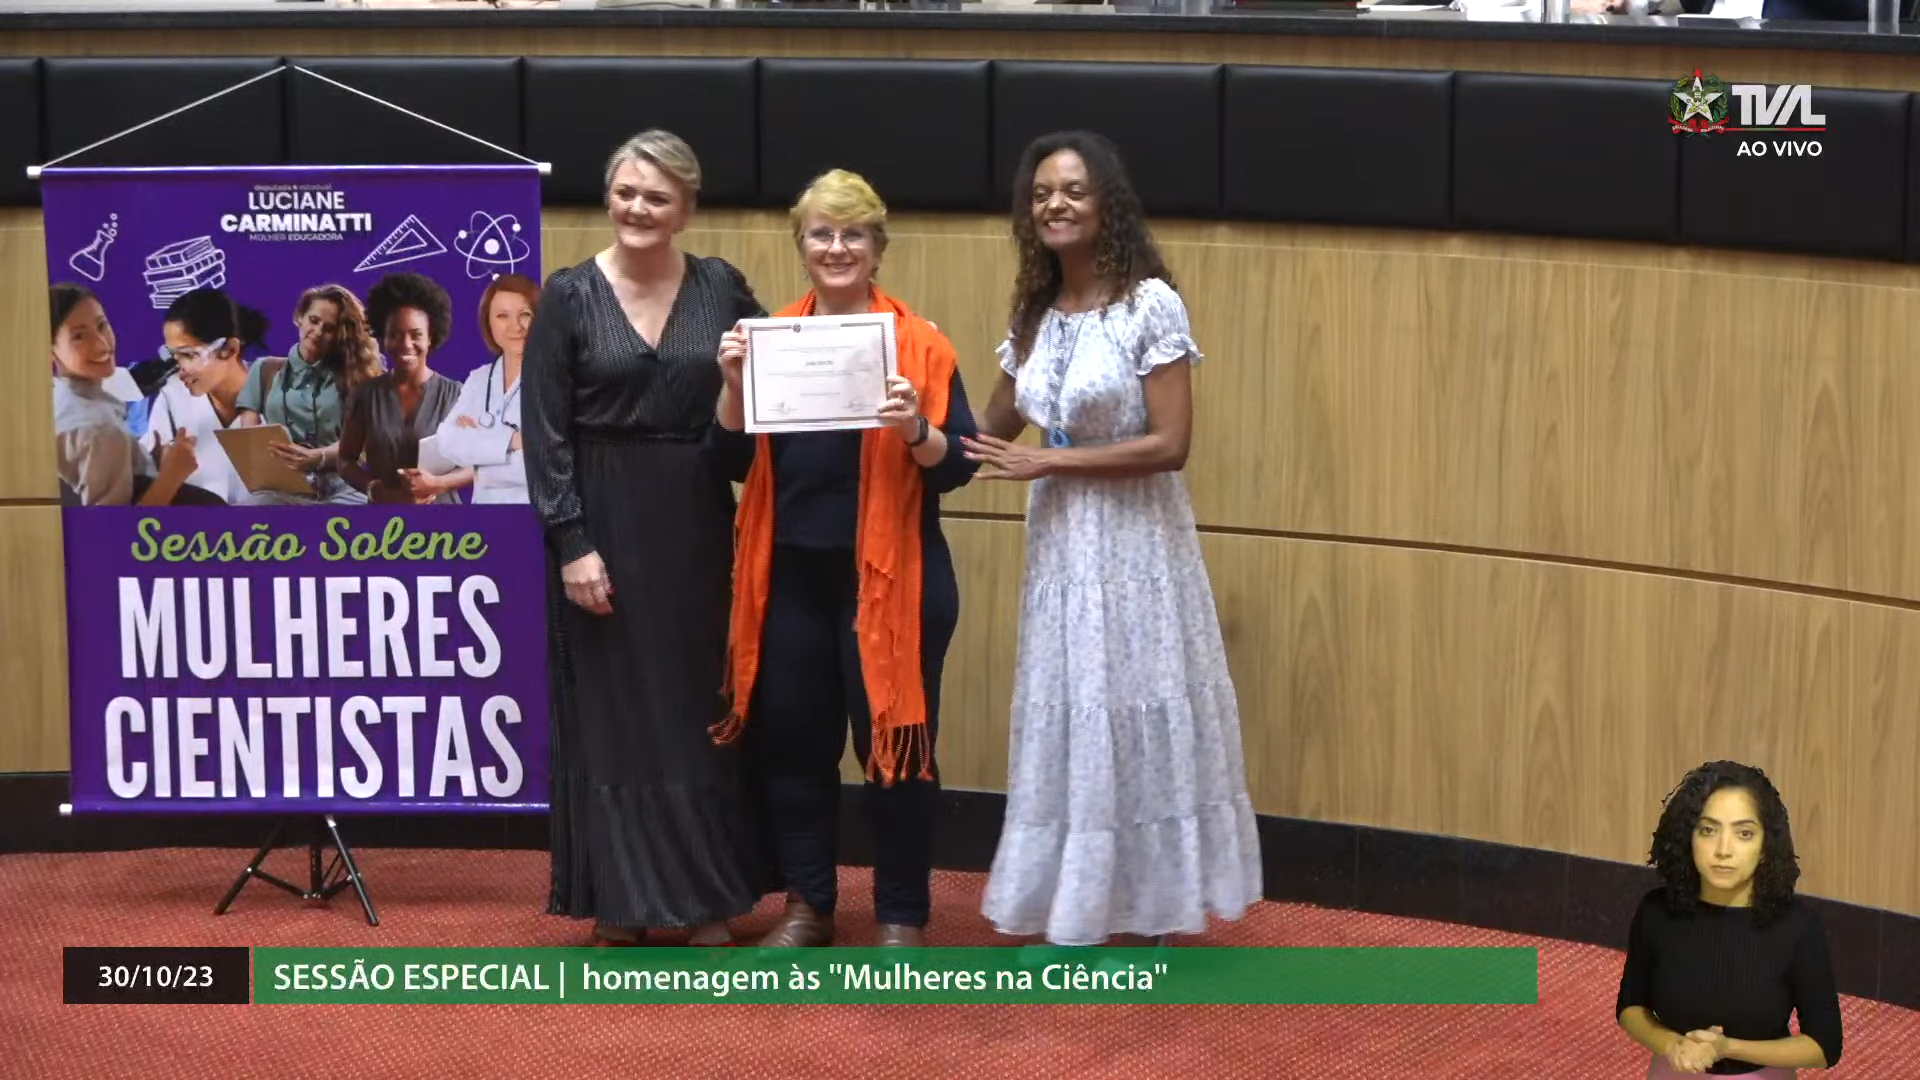 TVAL
AO VIVO
deputada estadual
LUCIANE
CARMINATTI
MULHER EDUCADORA
Sessão Solene
MULHERES
CIENTISTAS
30/10/23
SESSÃO ESPECIAL | homenagem às "Mulheres na Ciência"